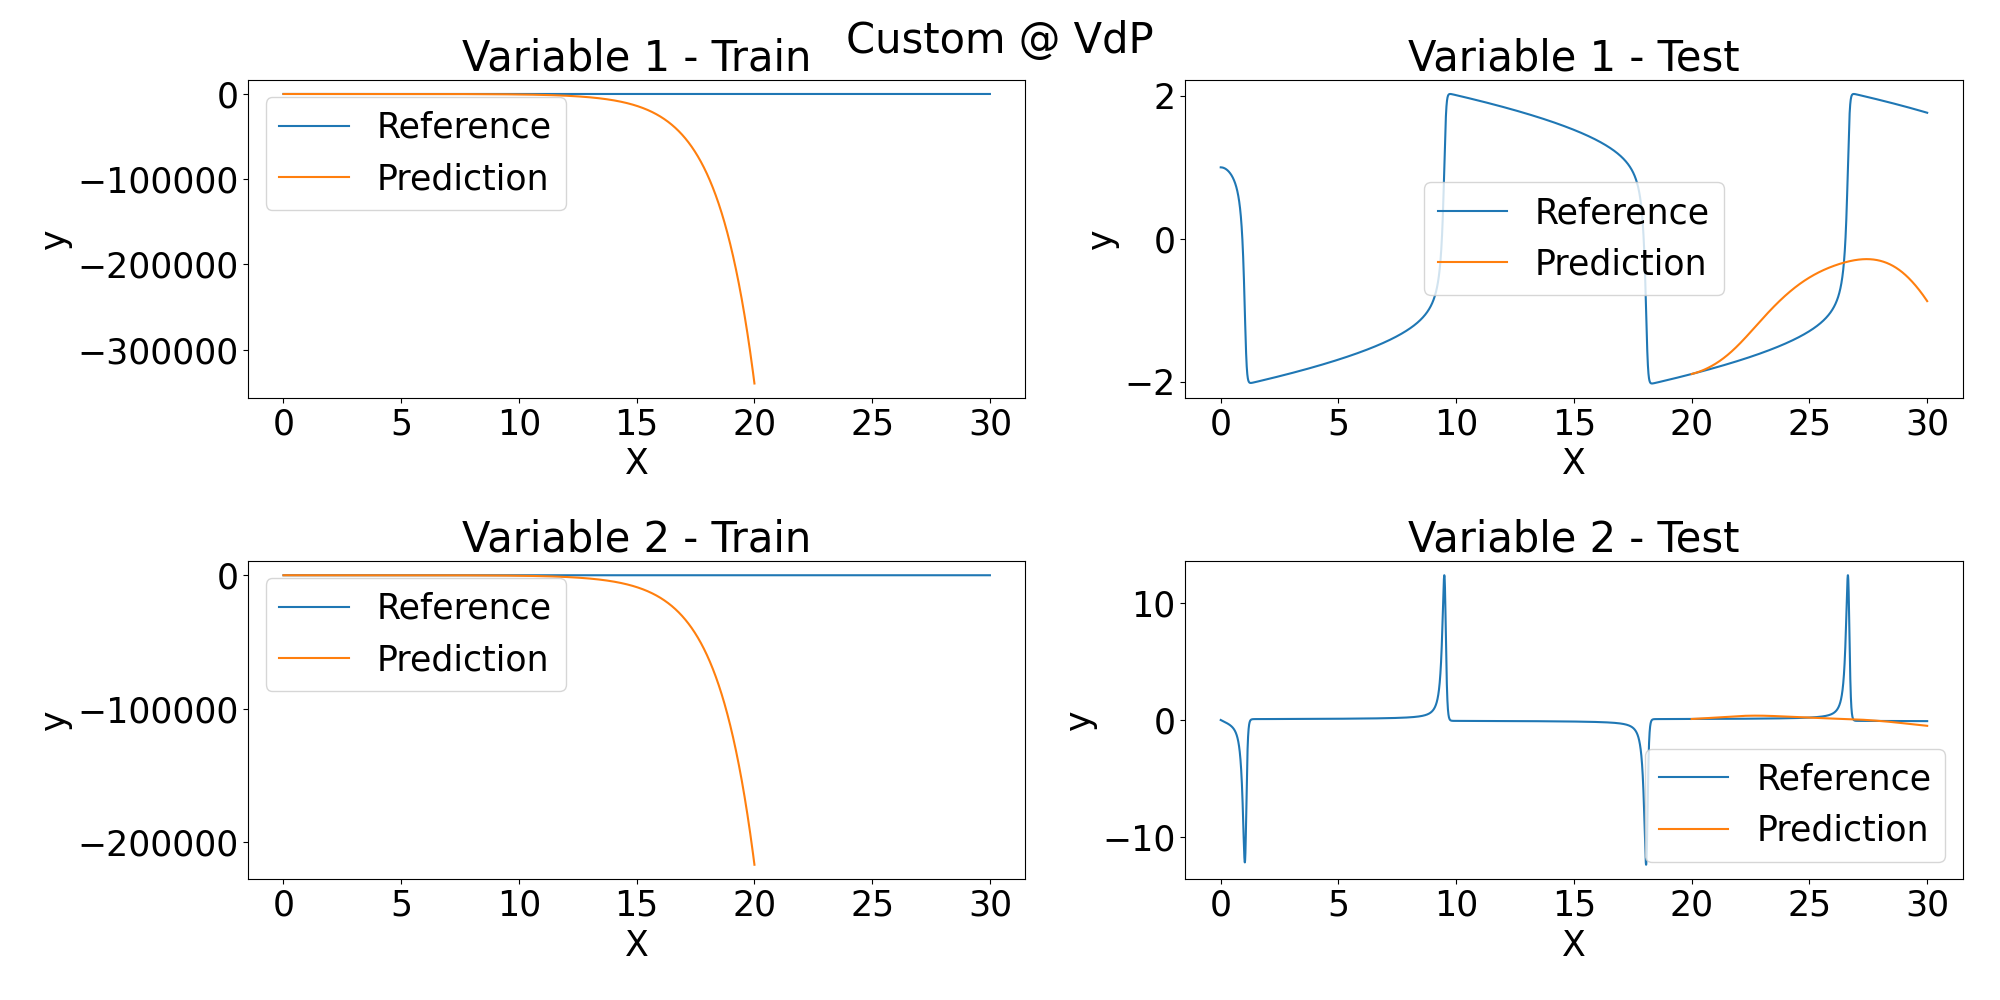 Custom @ VdP
Variable 1 - Train
0
−100000
−200000
−300000
y
Reference
Prediction
0 5 10 15 20 25 30
X
Variable 1 - Test
2
0
−2
y
Reference
Prediction
0 5 10 15 20 25 30
X
Variable 2 - Train
0
−100000
−200000
y
Reference
Prediction
0 5 10 15 20 25 30
X
Variable 2 - Test
10
0
−10
y
Reference
Prediction
0 5 10 15 20 25 30
X